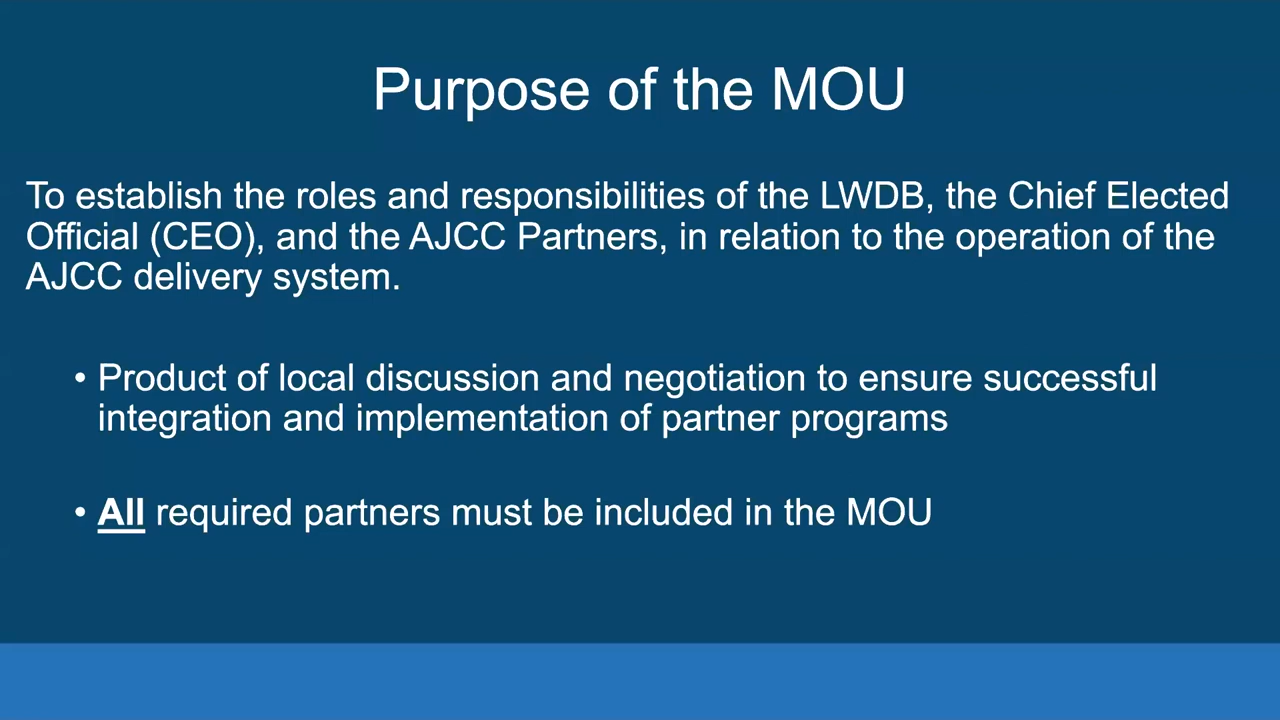 Purpose of the MOU
To establish the roles and responsibilities of the LWDB, the Chief Elected
Official (CEO), and the AJCC Partners, in relation to the operation of the
AJCC delivery system.
• Product of local discussion and negotiation to ensure successful
integration and implementation of partner programs
• All required partners must be included in the MOU